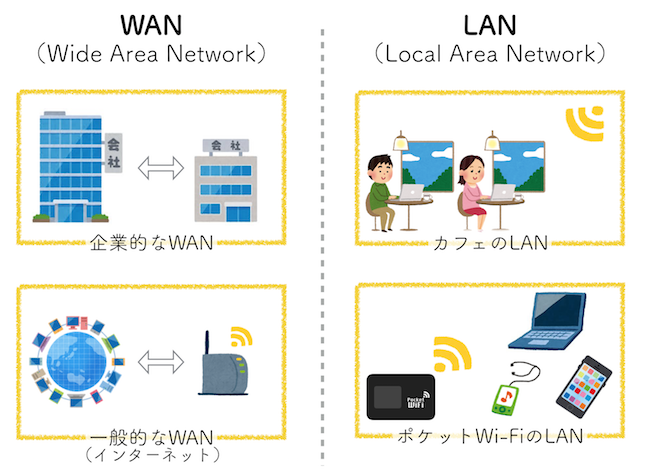 WAN
（Wide Area Network）
会社
会社
企業的なWAN
一般的なWAN
（インターネット）
LAN
（Local Area Network）
カフェのLAN
Pocket
WiFi
ポケットWi-FiのLAN